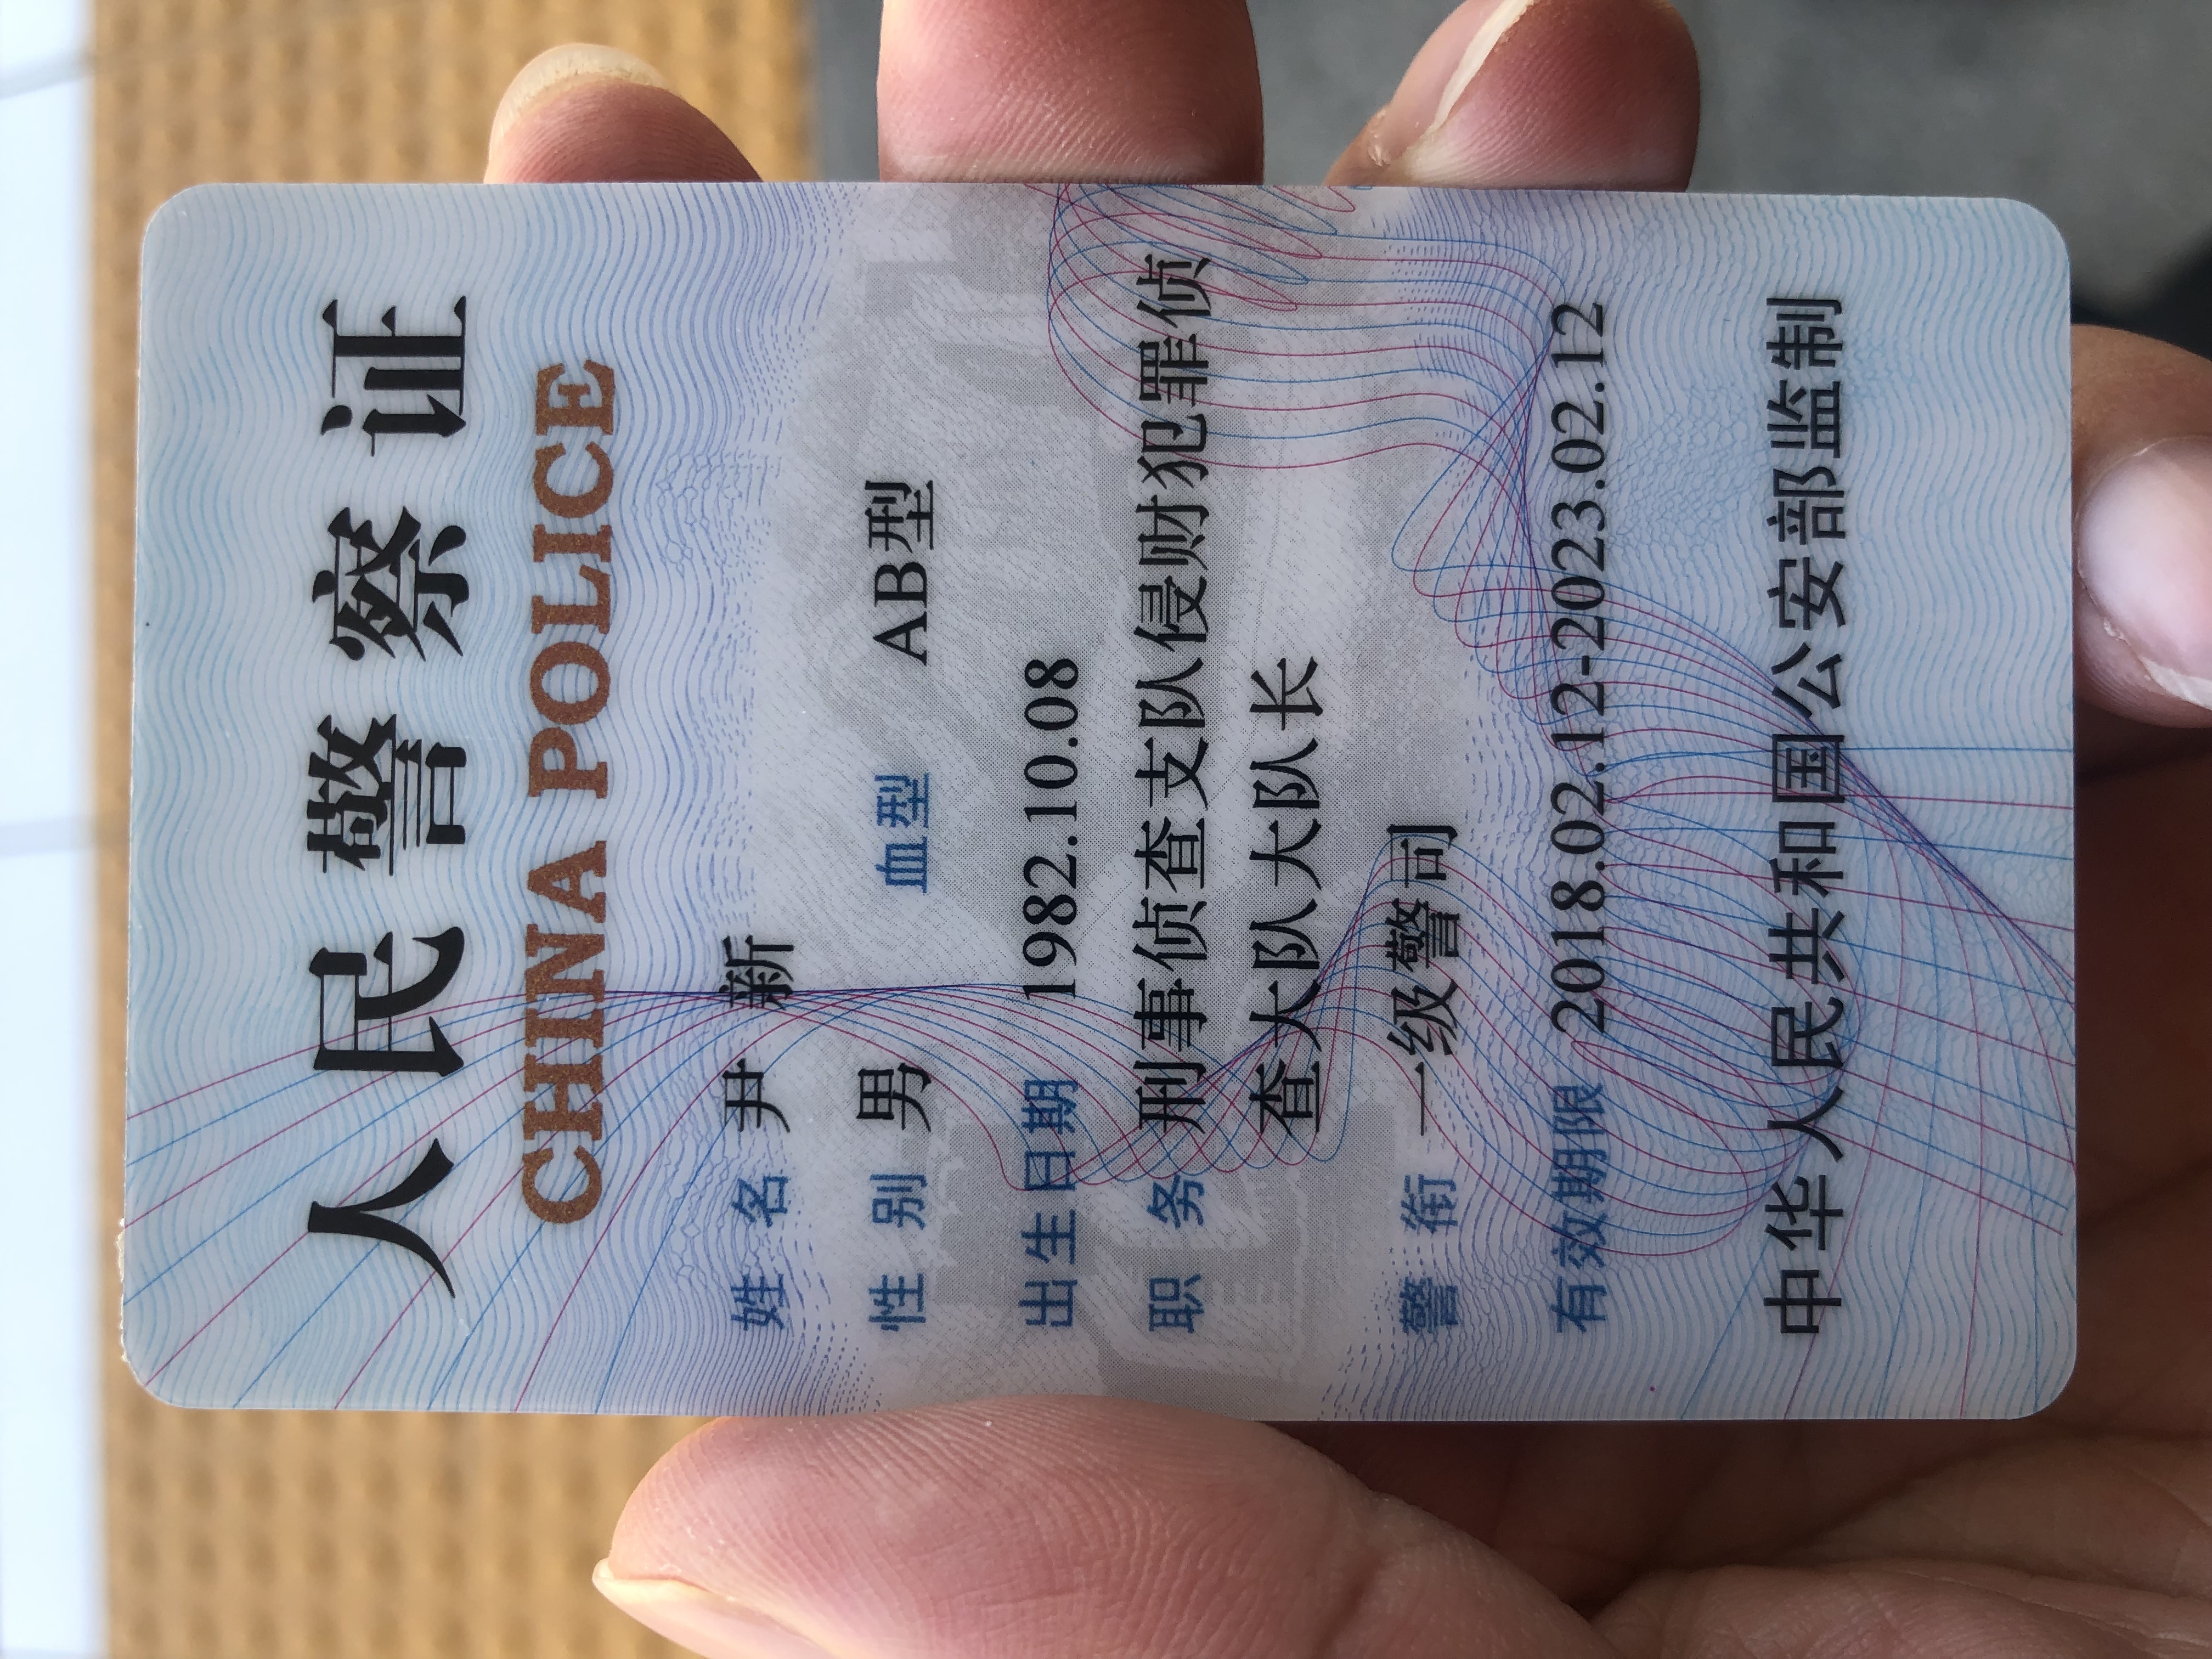 人民警察证
CHINA POLICE
姓名 尹新
性别 男 血型 AB型
出生日期 1982.10.08
职务 刑事侦查支队侵财犯罪侦
查大队大队长
警衔 一级警司
有效期限 2018.02.12-2023.02.12
中华人民共和国公安部监制